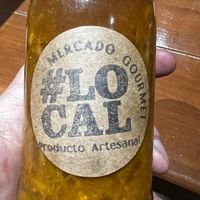 MERCADO GOURMET
#LO
CAL
Producto Artesanal